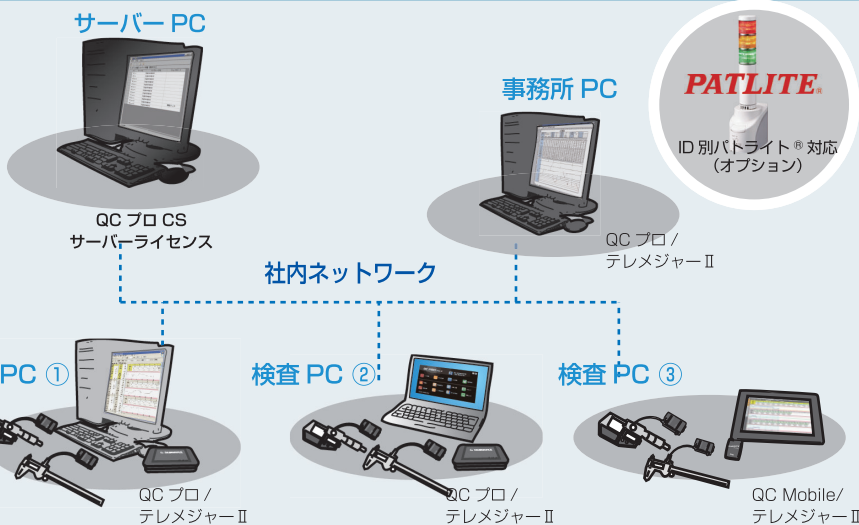 サーバー PC
事務所 PC
PATLITE®
ID 別パトライト® 対応
(オプション)
QC プロ CS
サーバーライセンス
QC プロ /
テレメジャーⅡ
社内ネットワーク
PC ①
検査 PC ②
検査 PC ③
QC プロ /
テレメジャーⅡ
QC プロ /
テレメジャーⅡ
QC Mobile/
テレメジャーⅡ